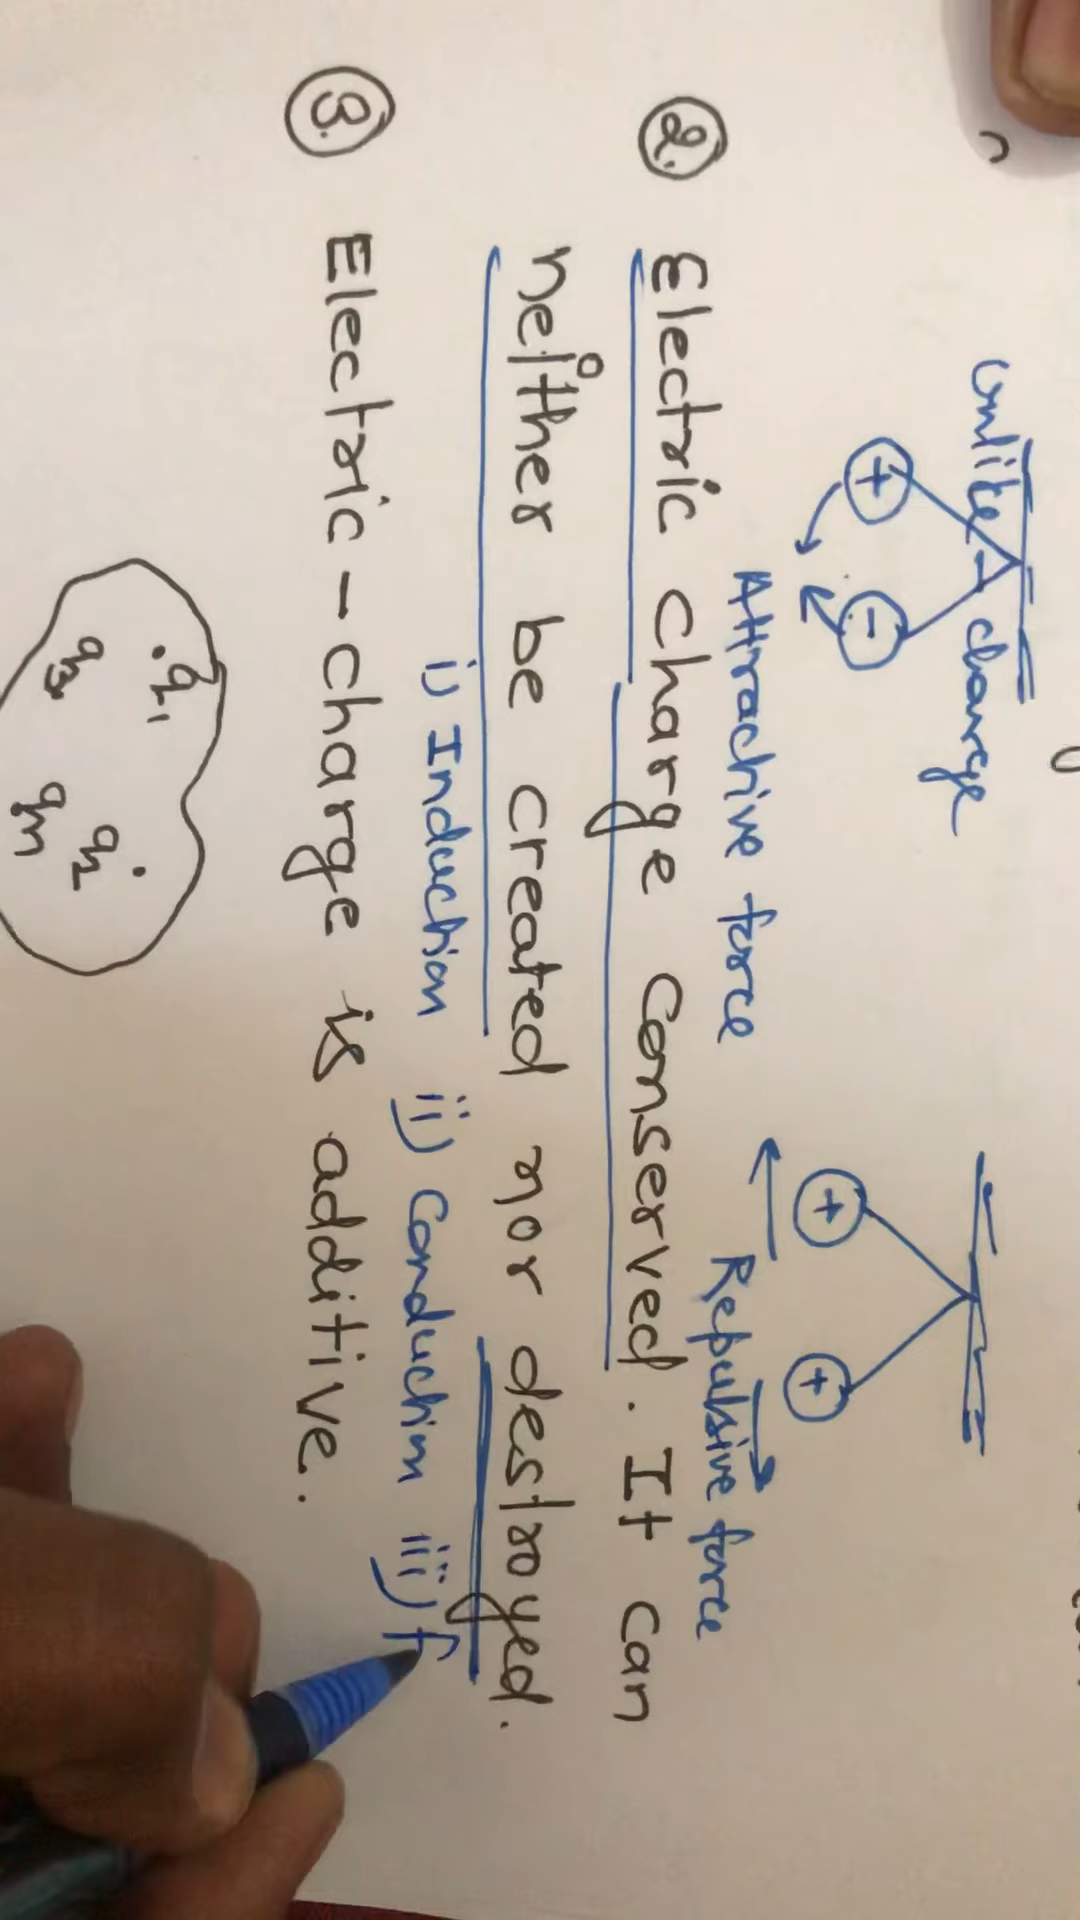 Unlike - charge
+ -
+ +
Attractive force Repulsive force
2. Electric charge conserved. It can
neither be created nor destroyed.
i) Induction ii) Conduction iii) f
3. Electric-charge is additive.
q1
q3 q2
qn